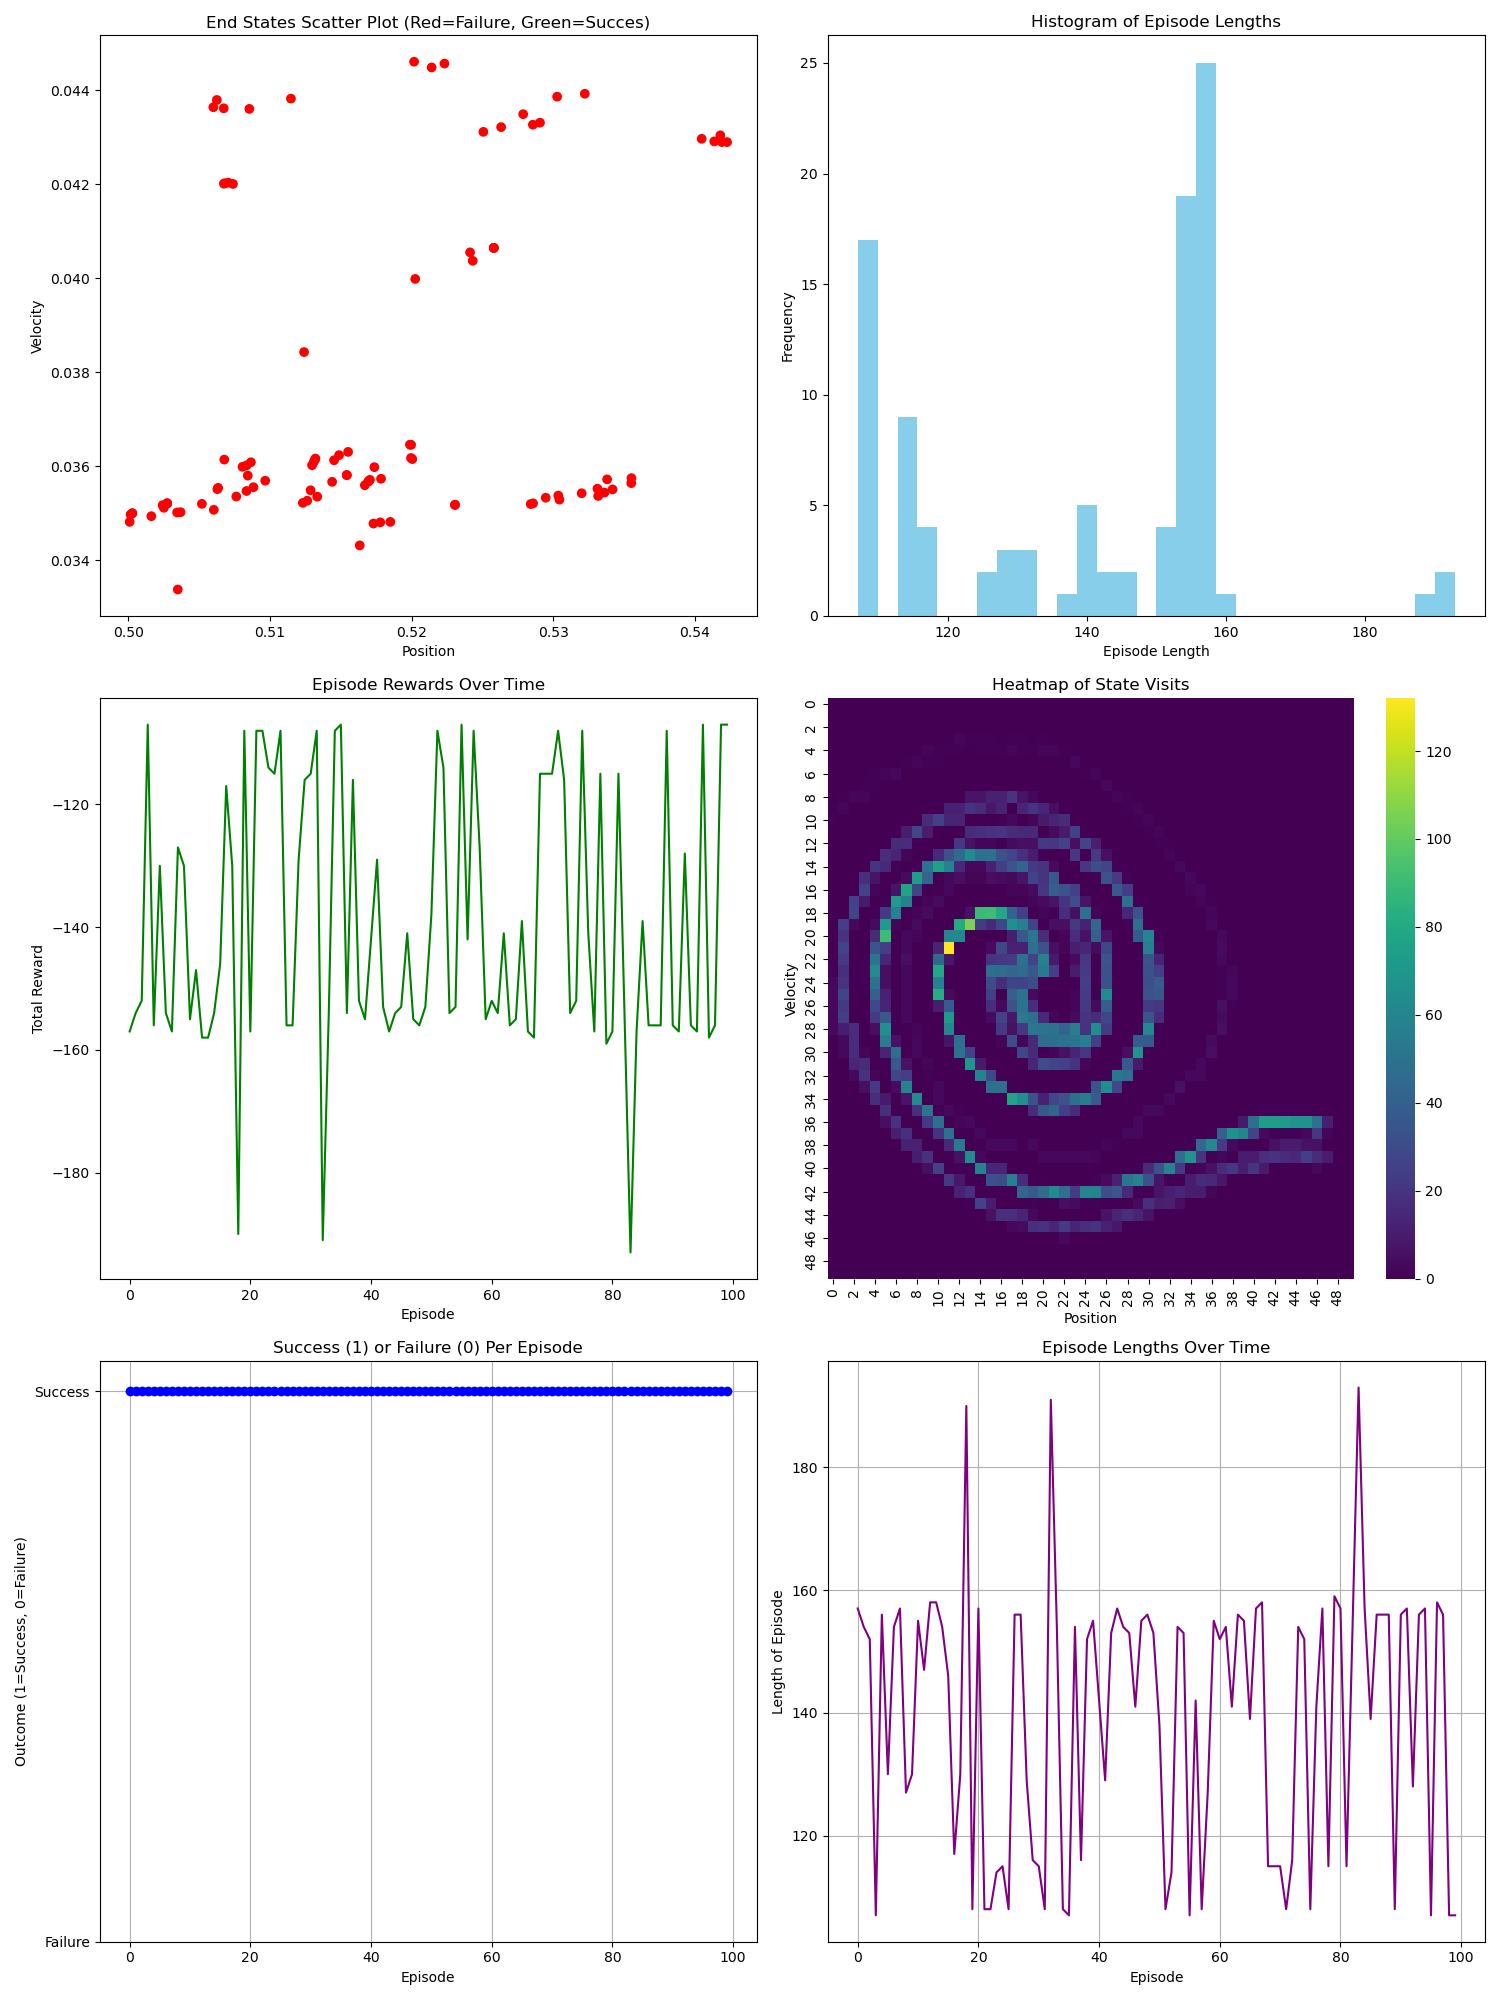 End States Scatter Plot (Red=Failure, Green=Succes)
Velocity
0.044
0.042
0.040
0.038
0.036
0.034
0.50 0.51 0.52 0.53 0.54
Position
Histogram of Episode Lengths
Frequency
25
20
15
10
5
0
120 140 160 180
Episode Length
Episode Rewards Over Time
Total Reward
−120
−140
−160
−180
0 20 40 60 80 100
Episode
Heatmap of State Visits
Velocity
0
2
4
6
8
10
12
14
16
18
20
22
24
26
28
30
32
34
36
38
40
42
44
46
48
0 2 4 6 8 10 12 14 16 18 20 22 24 26 28 30 32 34 36 38 40 42 44 46 48
Position
120
100
80
60
40
20
0
Success (1) or Failure (0) Per Episode
Outcome (1=Success, 0=Failure)
Success
Failure
0 20 40 60 80 100
Episode
Episode Lengths Over Time
Length of Episode
180
160
140
120
0 20 40 60 80 100
Episode